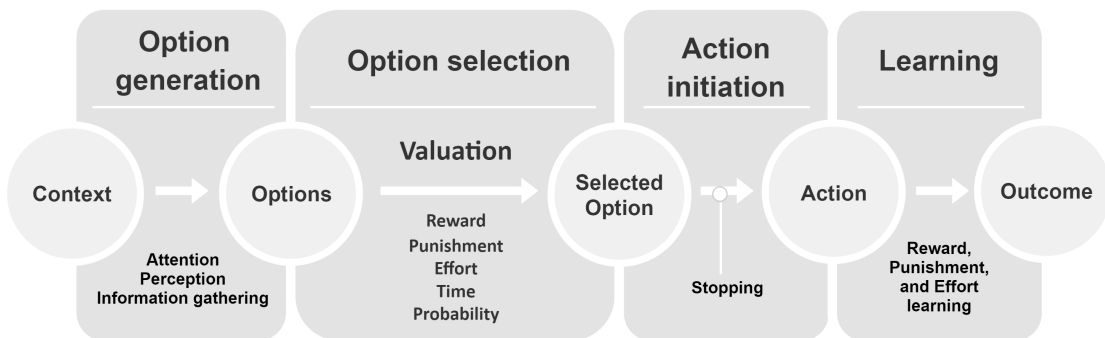 Option
generation
Option selection
Action
initiation
Learning
Context
Options
Valuation
Selected
Option
Action
Outcome
Attention
Perception
Information gathering
Reward
Punishment
Effort
Time
Probability
Stopping
Reward,
Punishment,
and Effort
learning